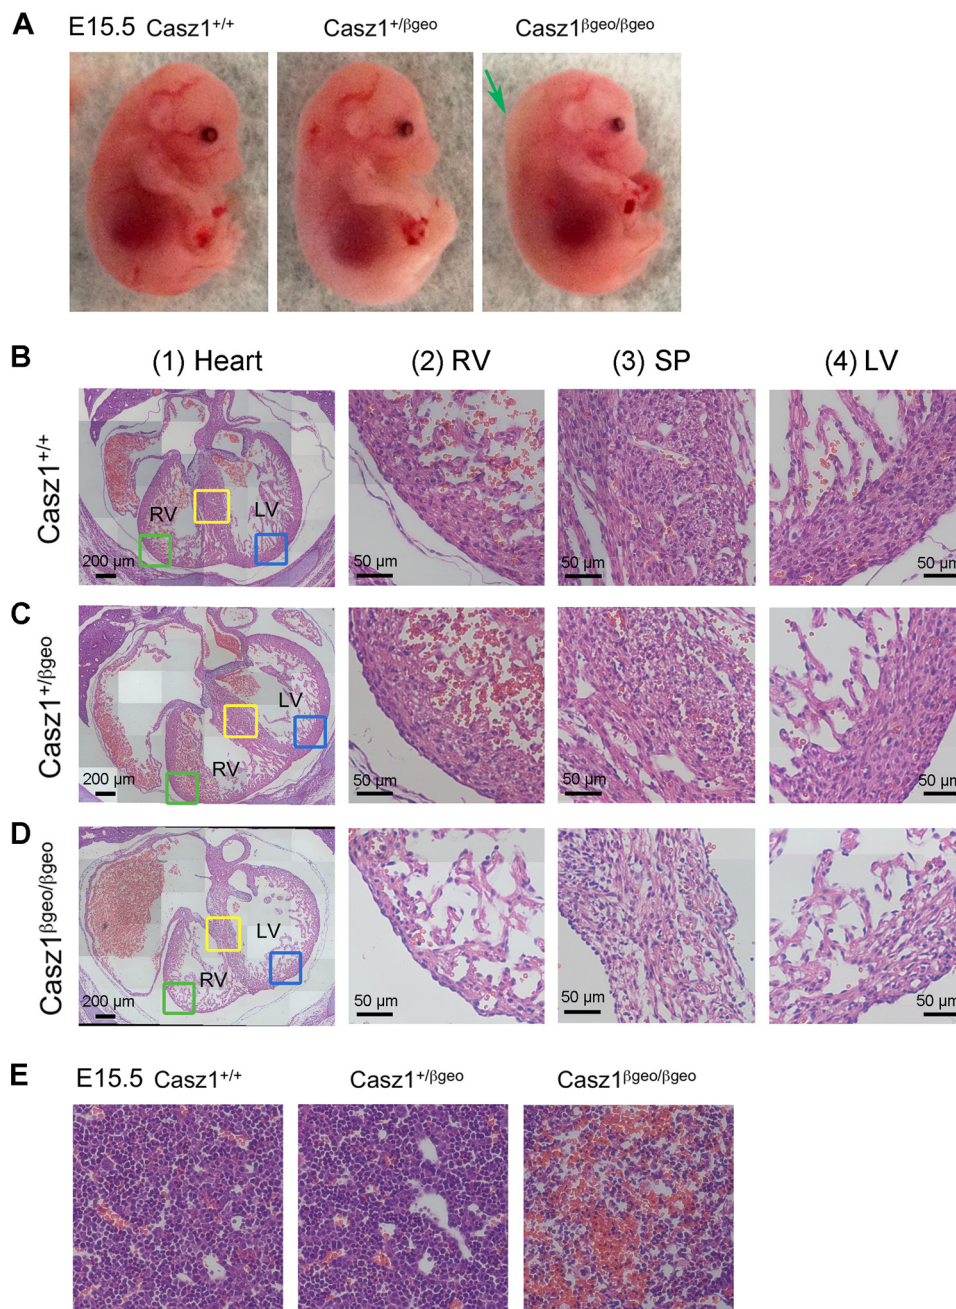 A E15.5 Casz1+/+ Casz1+/βgeo Casz1βgeo/βgeo
B (1) Heart (2) RV (3) SP (4) LV
Casz1+/+
RV LV
200 µm 50 µm 50 µm 50 µm
C
Casz1+/βgeo
LV
RV
200 µm 50 µm 50 µm 50 µm
D
Casz1βgeo/βgeo
LV
RV
200 µm 50 µm 50 µm 50 µm
E E15.5 Casz1+/+ Casz1+/βgeo Casz1βgeo/βgeo